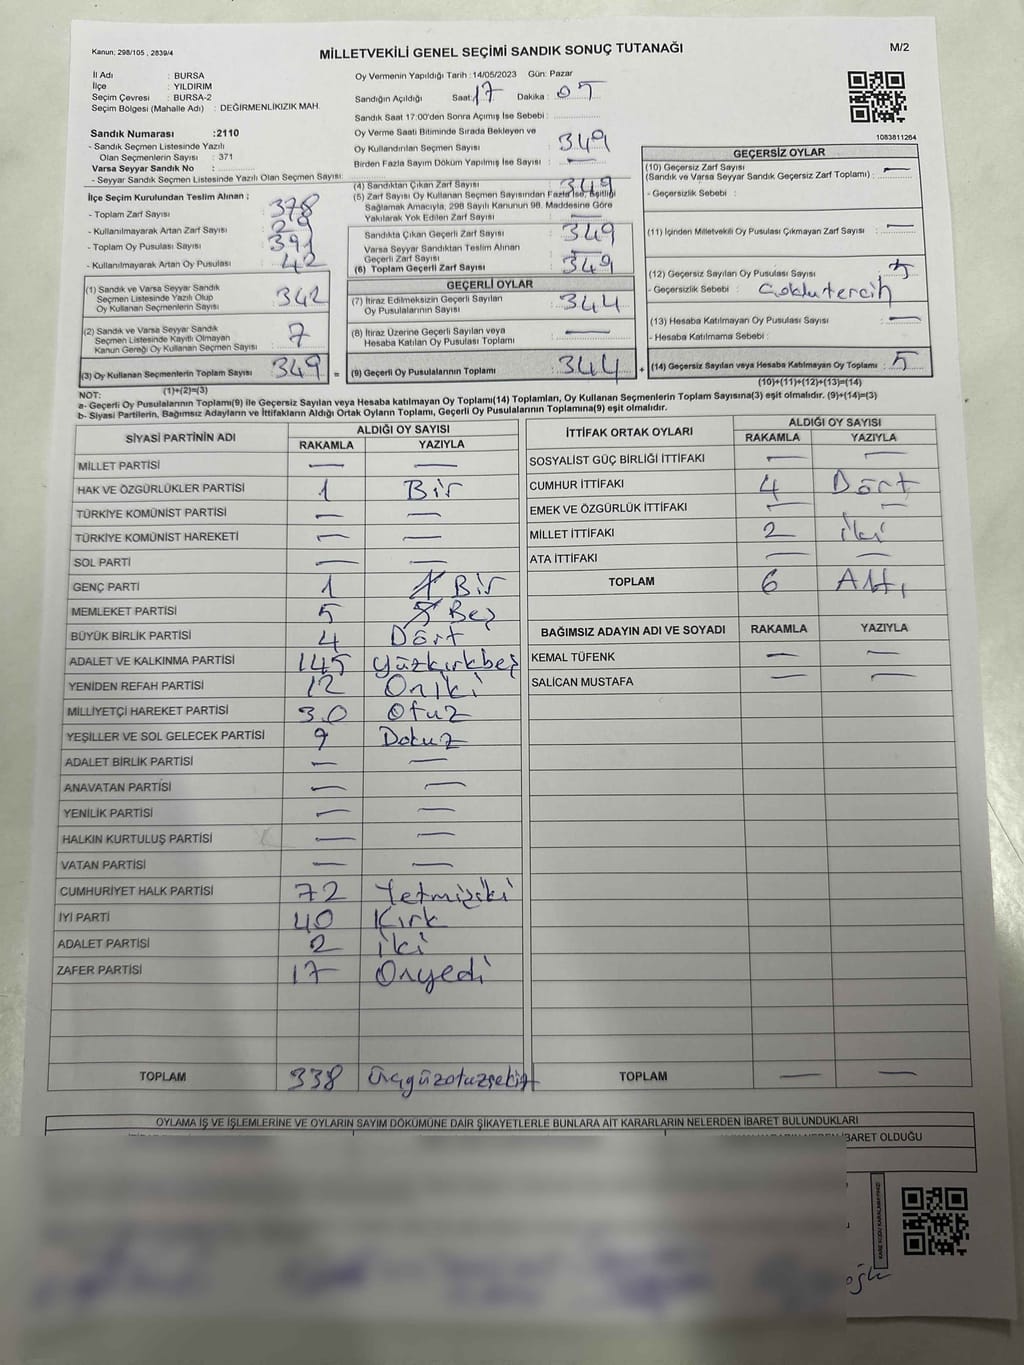 Kanun: 298/105 , 2839/4
MİLLETVEKİLİ GENEL SEÇİMİ SANDIK SONUÇ TUTANAĞI
M/2
İl Adı : BURSA
İlçe : YILDIRIM
Seçim Çevresi : BURSA-2
Seçim Bölgesi (Mahalle Adı) : DEĞİRMENLİKIZIK MAH.
Sandık Numarası :2110
- Sandık Seçmen Listesinde Yazılı
Olan Seçmenlerin Sayısı : 371
Varsa Seyyar Sandık No :
- Seyyar Sandık Seçmen Listesinde Yazılı Olan Seçmen Sayısı:
Oy Vermenin Yapıldığı Tarih :14/05/2023 Gün: Pazar
Sandığın Açıldığı Saat: 17 Dakika :
Sandık Saat 17:00'den Sonra Açımış İse Sebebi :
Oy Verme Saati Bitiminde Sırada Bekleyen ve
Oy Kullandırılan Seçmen Sayısı : 349
Birden Fazla Sayım Döküm Yapılmış İse Sayısı : —
1083811264
İlçe Seçim Kurulundan Teslim Alınan ;
- Toplam Zarf Sayısı : 378
- Kullanılmayarak Artan Zarf Sayısı : 29
- Toplam Oy Pusulası Sayısı : 391
- Kullanılmayarak Artan Oy Pusulası : 42
(4) Sandıktan Çıkan Zarf Sayısı : 349
(5) Zarf Sayısı Oy Kullanan Seçmen Sayısından Fazla İse, Eşitliği
Sağlamak Amacıyla, 298 Sayılı Kanunun 98. Maddesine Göre
Yakılarak Yok Edilen Zarf Sayısı : —
Sandıkta Çıkan Geçerli Zarf Sayısı : 349
Varsa Seyyar Sandıktan Teslim Alınan
Geçerli Zarf Sayısı :
(6) Toplam Geçerli Zarf Sayısı : 349
GEÇERSİZ OYLAR
(10) Geçersiz Zarf Sayısı
(Sandık ve Varsa Seyyar Sandık Geçersiz Zarf Toplamı) : —
- Geçersizlik Sebebi :
(11) İçinden Milletvekili Oy Pusulası Çıkmayan Zarf Sayısı : —
(12) Geçersiz Sayılan Oy Pusulası Sayısı : 5
- Geçersizlik Sebebi : Çoklu tercih
(13) Hesaba Katılmayan Oy Pusulası Sayısı : —
- Hesaba Katılmama Sebebi :
(1) Sandık ve Varsa Seyyar Sandık
Seçmen Listesinde Yazılı Olup
Oy Kullanan Seçmenlerin Sayısı : 342
(2) Sandık ve Varsa Seyyar Sandık
Seçmen Listesinde Kayıtlı Olmayan
Kanun Gereği Oy Kullanan Seçmen Sayısı : 7
GEÇERLİ OYLAR
(7) İtiraz Edilmeksizin Geçerli Sayılan
Oy Pusulalarının Sayısı : 344
(8) İtiraz Üzerine Geçerli Sayılan veya
Hesaba Katılan Oy Pusulası Toplamı : —
(3) Oy Kullanan Seçmenlerin Toplam Sayısı : 349 = (9) Geçerli Oy Pusulalarının Toplamı : 344 + (14) Geçersiz Sayılan veya Hesaba Katılmayan Oy Toplamı : 5
(1)+(2)=(3)
(10)+(11)+(12)+(13)=(14)
NOT:
a- Geçerli Oy Pusulalarının Toplamı(9) ile Geçersiz Sayılan veya Hesaba katılmayan Oy Toplamı(14) Toplamları, Oy Kullanan Seçmenlerin Toplam Sayısına(3) eşit olmalıdır. (9)+(14)=(3)
b- Siyasi Partilerin, Bağımsız Adayların ve İttifakların Aldığı Ortak Oyların Toplamı, Geçerli Oy Pusulalarının Toplamına(9) eşit olmalıdır.
SİYASİ PARTİNİN ADI
ALDIĞI OY SAYISI
RAKAMLA YAZIYLA
MİLLET PARTİSİ — —
HAK VE ÖZGÜRLÜKLER PARTİSİ 1 Bir
TÜRKİYE KOMÜNİST PARTİSİ — —
TÜRKİYE KOMÜNİST HAREKETİ — —
SOL PARTİ — —
GENÇ PARTİ 1 Bir
MEMLEKET PARTİSİ 5 Beş
BÜYÜK BİRLİK PARTİSİ 4 Dört
ADALET VE KALKINMA PARTİSİ 145 Yüzkırkbeş
YENİDEN REFAH PARTİSİ 12 Oniki
MİLLİYETÇİ HAREKET PARTİSİ 30 Otuz
YEŞİLLER VE SOL GELECEK PARTİSİ 9 Dokuz
ADALET BİRLİK PARTİSİ — —
ANAVATAN PARTİSİ — —
YENİLİK PARTİSİ — —
HALKIN KURTULUŞ PARTİSİ — —
VATAN PARTİSİ — —
CUMHURİYET HALK PARTİSİ 72 Yetmişiki
İYİ PARTİ 40 Kırk
ADALET PARTİSİ 2 iki
ZAFER PARTİSİ 17 Onyedi
TOPLAM 338 üçyüzotuzsekiz
İTTİFAK ORTAK OYLARI
ALDIĞI OY SAYISI
RAKAMLA YAZIYLA
SOSYALİST GÜÇ BİRLİĞİ İTTİFAKI — —
CUMHUR İTTİFAKI 4 Dört
EMEK VE ÖZGÜRLÜK İTTİFAKI — —
MİLLET İTTİFAKI 2 iki
ATA İTTİFAKI — —
TOPLAM 6 Altı
BAĞIMSIZ ADAYIN ADI VE SOYADI RAKAMLA YAZIYLA
KEMAL TÜFENK — —
SALİCAN MUSTAFA — —
TOPLAM — —
OYLAMA İŞ VE İŞLEMLERİNE VE OYLARIN SAYIM DÖKÜMÜNE DAİR ŞİKAYETLERLE BUNLARA AİT KARARLARIN NELERDEN İBARET BULUNDUKLARI
İBARET OLDUĞU